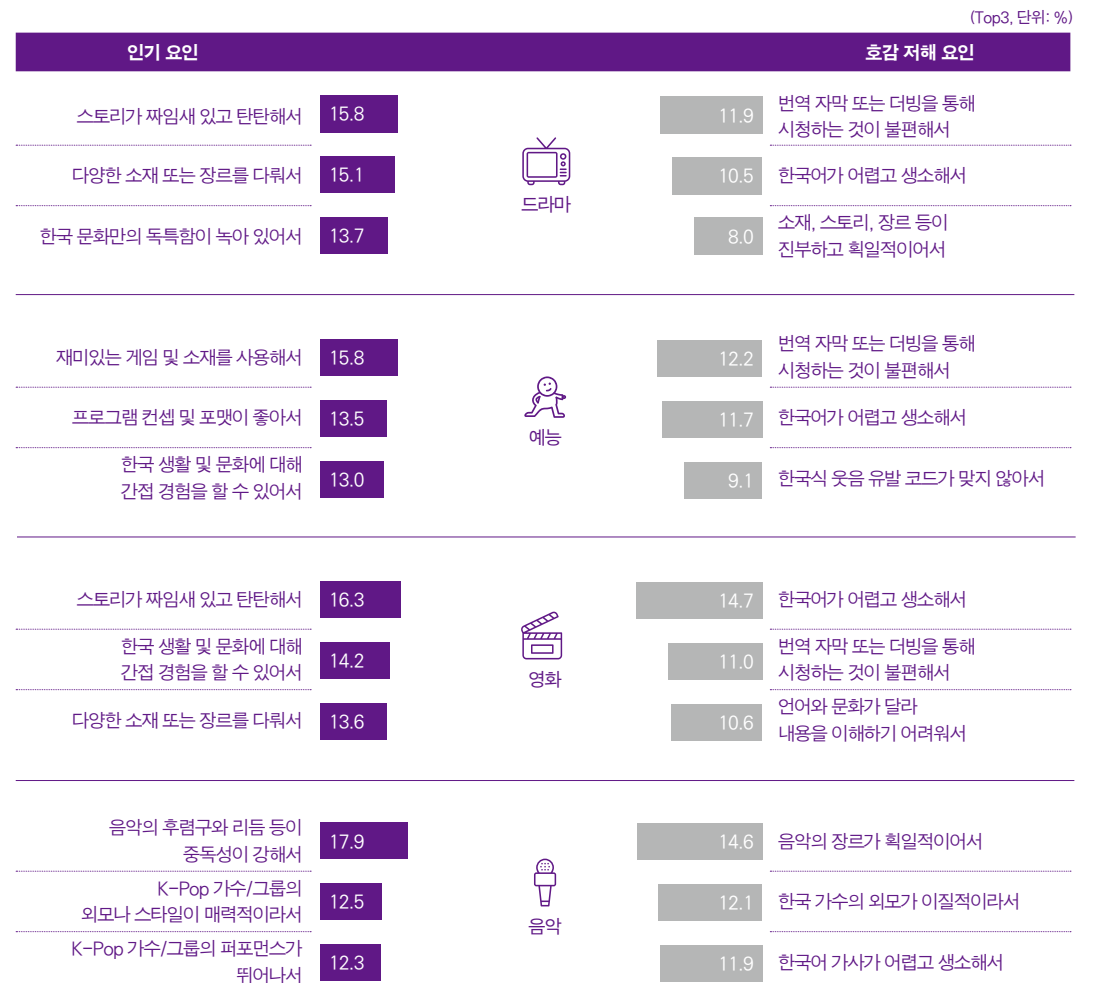 (Top3, 단위: %)
인기 요인
호감 저해 요인
스토리가 짜임새 있고 탄탄해서
15.8
다양한 소재 또는 장르를 다뤄서
15.1
한국 문화만의 독특함이 녹아 있어서
13.7
드라마
11.9
번역 자막 또는 더빙을 통해
시청하는 것이 불편해서
10.5
한국어가 어렵고 생소해서
8.0
소재, 스토리, 장르 등이
진부하고 획일적이어서
재미있는 게임 및 소재를 사용해서
15.8
프로그램 컨셉 및 포맷이 좋아서
13.5
한국 생활 및 문화에 대해
간접 경험을 할 수 있어서
13.0
예능
12.2
번역 자막 또는 더빙을 통해
시청하는 것이 불편해서
11.7
한국어가 어렵고 생소해서
9.1
한국식 웃음 유발 코드가 맞지 않아서
스토리가 짜임새 있고 탄탄해서
16.3
한국 생활 및 문화에 대해
간접 경험을 할 수 있어서
14.2
다양한 소재 또는 장르를 다뤄서
13.6
영화
14.7
한국어가 어렵고 생소해서
11.0
번역 자막 또는 더빙을 통해
시청하는 것이 불편해서
10.6
언어와 문화가 달라
내용을 이해하기 어려워서
음악의 후렴구와 리듬 등이
중독성이 강해서
17.9
K-Pop 가수/그룹의
외모나 스타일이 매력적이라서
12.5
K-Pop 가수/그룹의 퍼포먼스가
뛰어나서
12.3
음악
14.6
음악의 장르가 획일적이어서
12.1
한국 가수의 외모가 이질적이라서
11.9
한국어 가사가 어렵고 생소해서